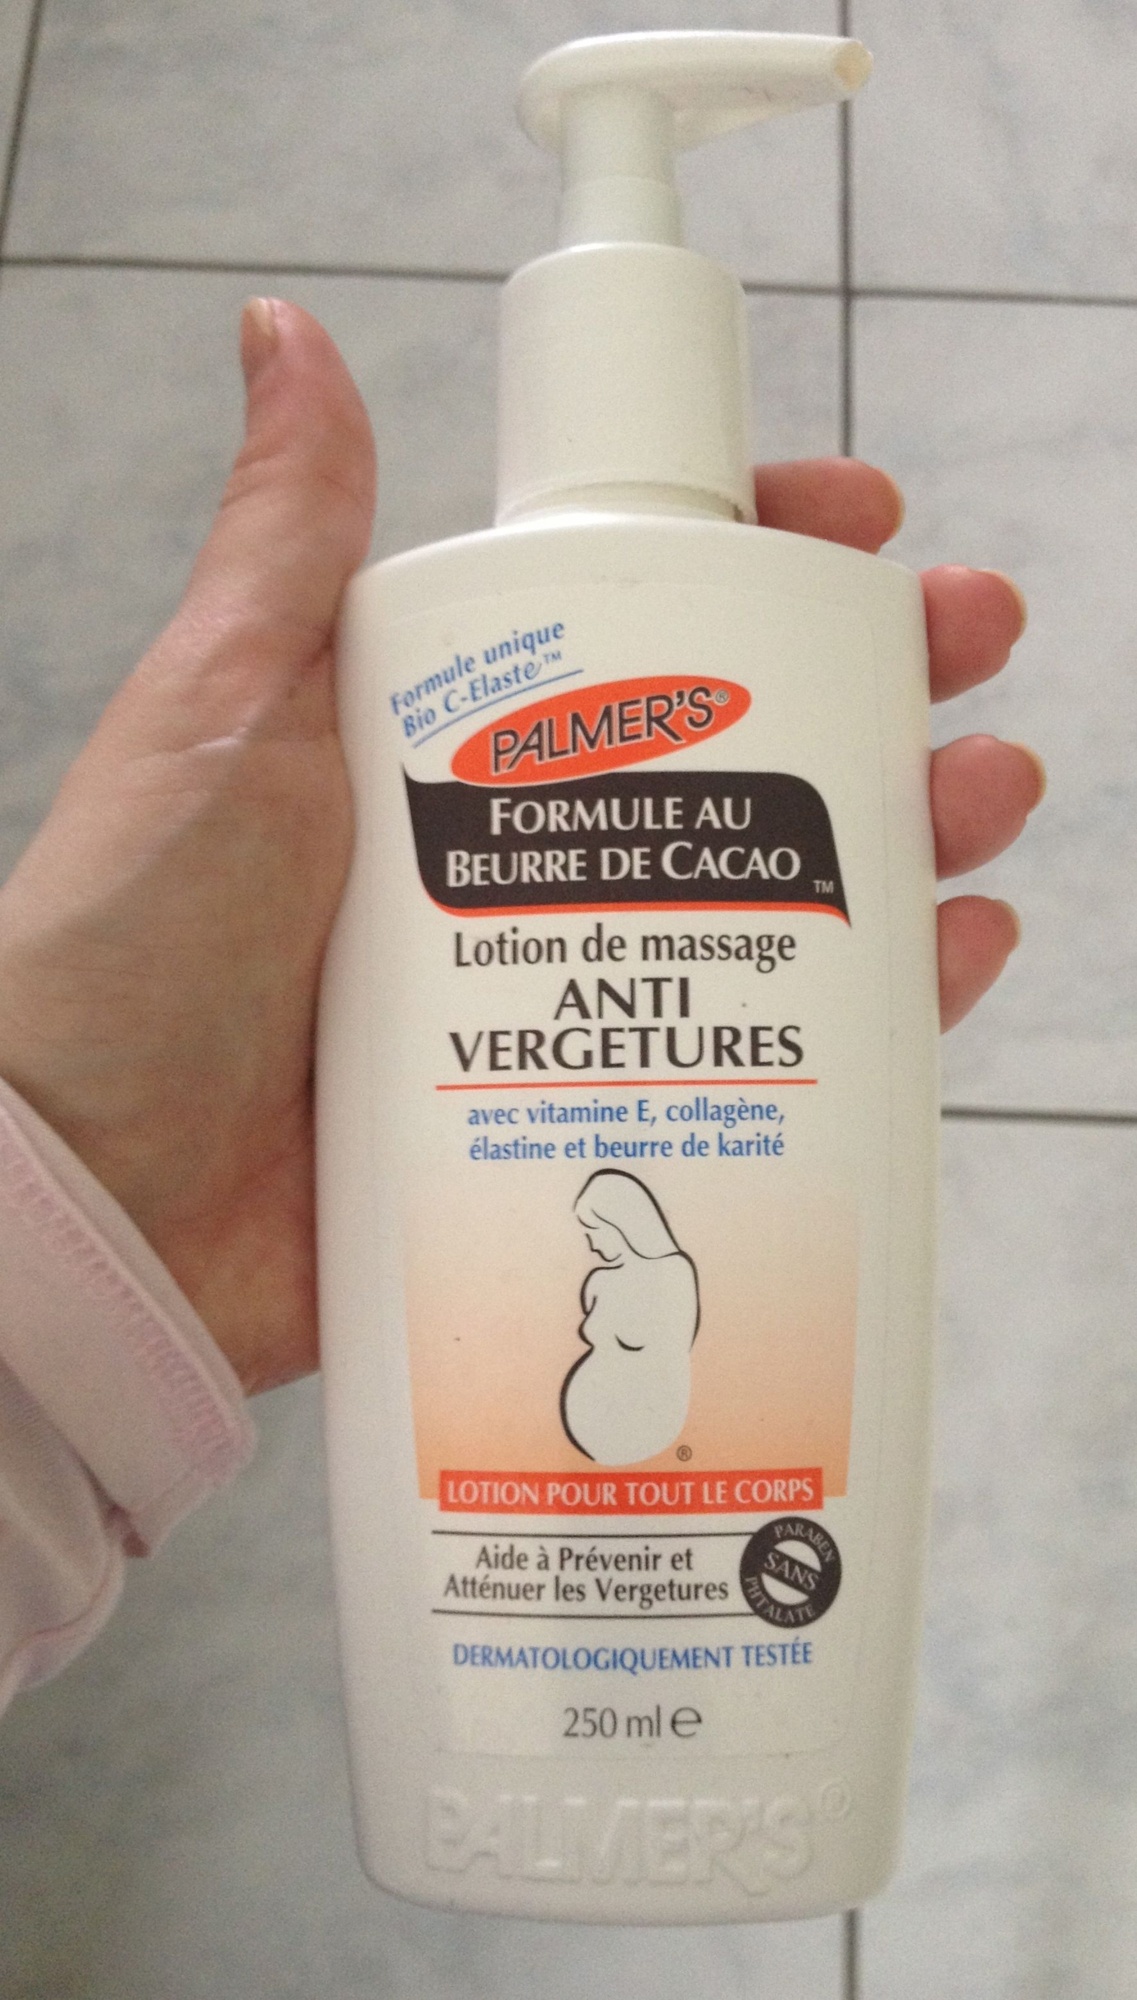 Formule unique
Bio C-Elaste™
PALMER'S®
FORMULE AU
BEURRE DE CACAO™
Lotion de massage
ANTI
VERGETURES
avec vitamine E, collagène,
élastine et beurre de karité
®
LOTION POUR TOUT LE CORPS
Aide à Prévenir et
Atténuer les Vergetures
PARABEN
SANS
PHTALATE
DERMATOLOGIQUEMENT TESTÉE
250 ml ℮
PALMER'S®